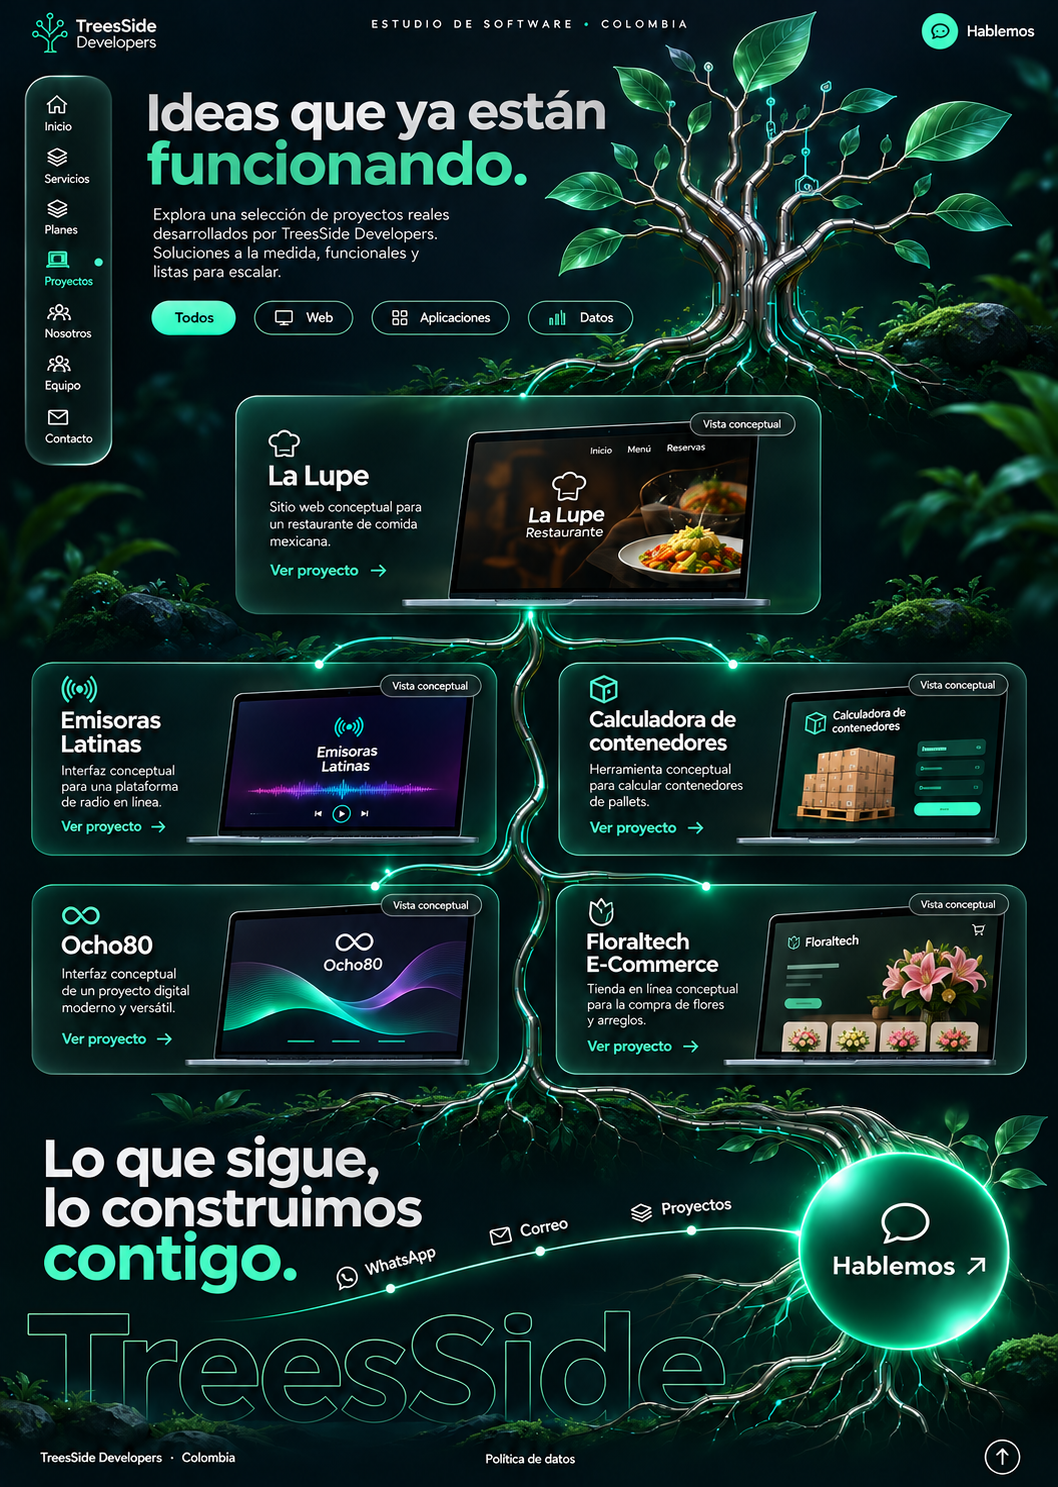 TreesSide
Developers
ESTUDIO DE SOFTWARE • COLOMBIA
Hablemos
Inicio
Servicios
Planes
Proyectos
Nosotros
Equipo
Contacto
Ideas que ya están
funcionando.
Explora una selección de proyectos reales
desarrollados por TreesSide Developers.
Soluciones a la medida, funcionales y
listas para escalar.
Todos
Web
Aplicaciones
Datos
La Lupe
Sitio web conceptual para
un restaurante de comida
mexicana.
Ver proyecto →
Vista conceptual
Inicio Menú Reservas
La Lupe
Restaurante
Emisoras
Latinas
Interfaz conceptual
para una plataforma
de radio en línea.
Ver proyecto →
Vista conceptual
Emisoras
Latinas
Calculadora de
contenedores
Herramienta conceptual
para calcular contenedores
de pallets.
Ver proyecto →
Vista conceptual
Calculadora de
contenedores
Ocho80
Interfaz conceptual
de un proyecto digital
moderno y versátil.
Ver proyecto →
Vista conceptual
Ocho80
Floraltech
E-Commerce
Tienda en línea conceptual
para la compra de flores
y arreglos.
Ver proyecto →
Vista conceptual
Floraltech
Lo que sigue,
lo construimos
contigo.
WhatsApp
Correo
Proyectos
Hablemos ↗
TreesSide
TreesSide Developers · Colombia
Política de datos